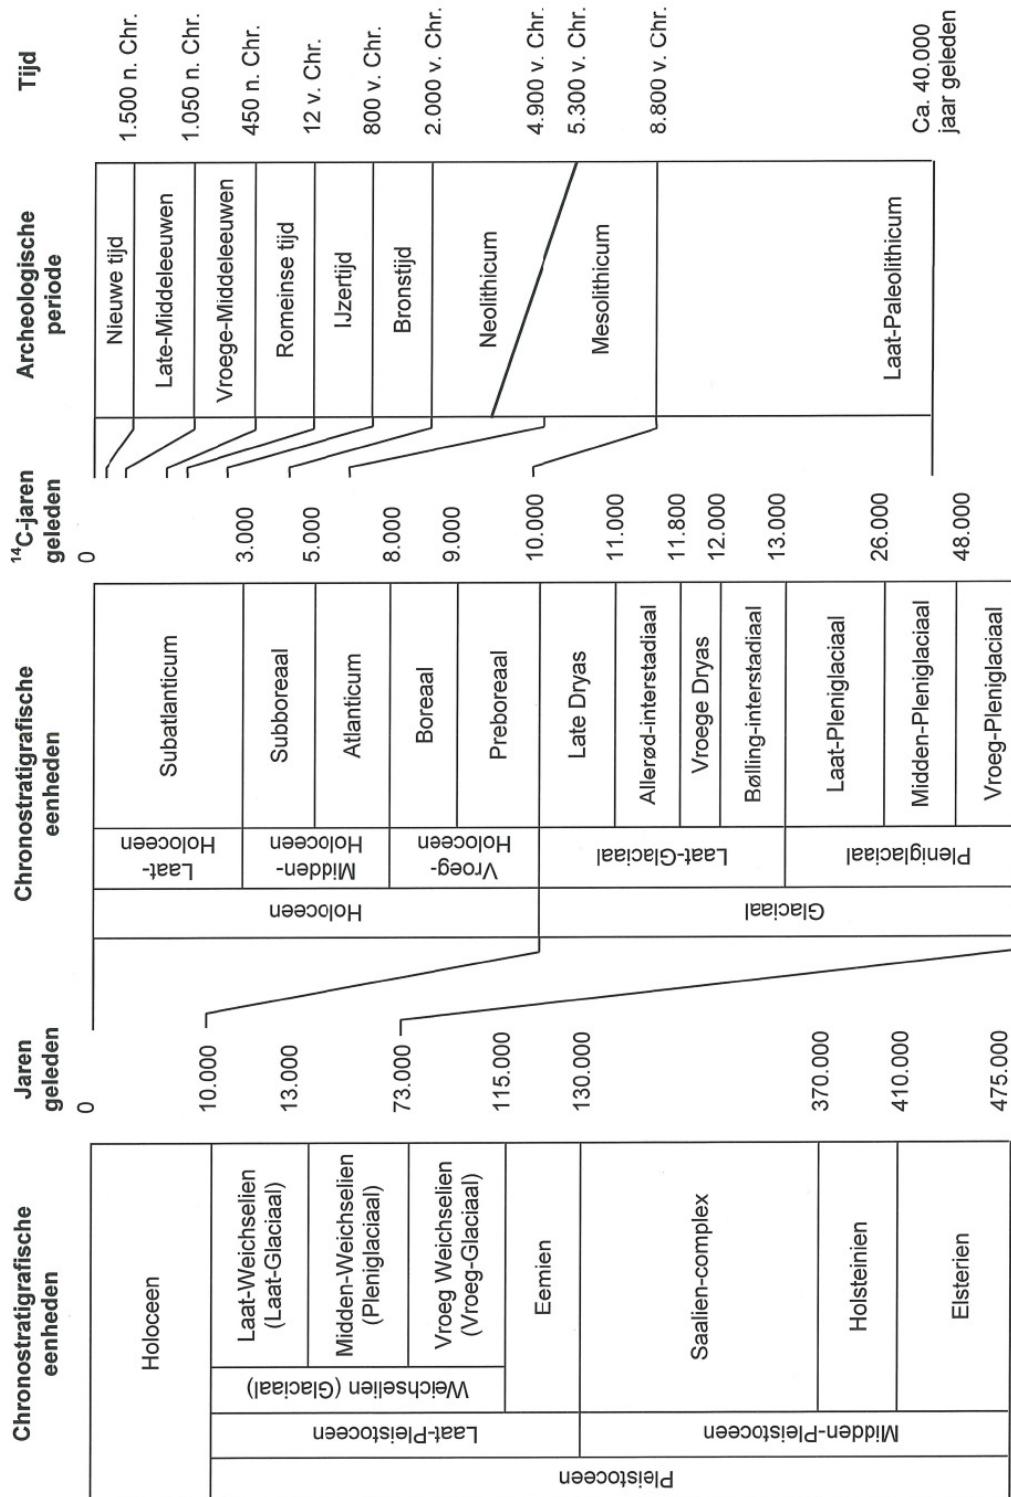 Chronostratigrafische
eenheden
Jaren
geleden
Chronostratigrafische
eenheden
14C-jaren
geleden
Archeologische
periode
Tijd
Pleistoceen
Laat-Pleistoceen
Midden-Pleistoceen
Weichselien (Glaciaal)
Holoceen
Laat-Weichselien
(Laat-Glaciaal)
Midden-Weichselien
(Pleniglaciaal)
Vroeg Weichselien
(Vroeg-Glaciaal)
Eemien
Saalien-complex
Holsteinien
Elsterien
0
10.000
13.000
73.000
115.000
130.000
370.000
410.000
475.000
Holoceen
Glaciaal
Laat-
Holoceen
Midden-
Holoceen
Vroeg-
Holoceen
Laat-Glaciaal
Pleniglaciaal
Subatlanticum
Subboreaal
Atlanticum
Boreaal
Preboreaal
Late Dryas
Allerød-interstadiaal
Vroege Dryas
Bølling-interstadiaal
Laat-Pleniglaciaal
Midden-Pleniglaciaal
Vroeg-Pleniglaciaal
0
3.000
5.000
8.000
9.000
10.000
11.000
11.800
12.000
13.000
26.000
48.000
Nieuwe tijd
Late-Middeleeuwen
Vroege-Middeleeuwen
Romeinse tijd
IJzertijd
Bronstijd
Neolithicum
Mesolithicum
Laat-Paleolithicum
1.500 n. Chr.
1.050 n. Chr.
450 n. Chr.
12 v. Chr.
800 v. Chr.
2.000 v. Chr.
4.900 v. Chr.
5.300 v. Chr.
8.800 v. Chr.
Ca. 40.000
jaar geleden